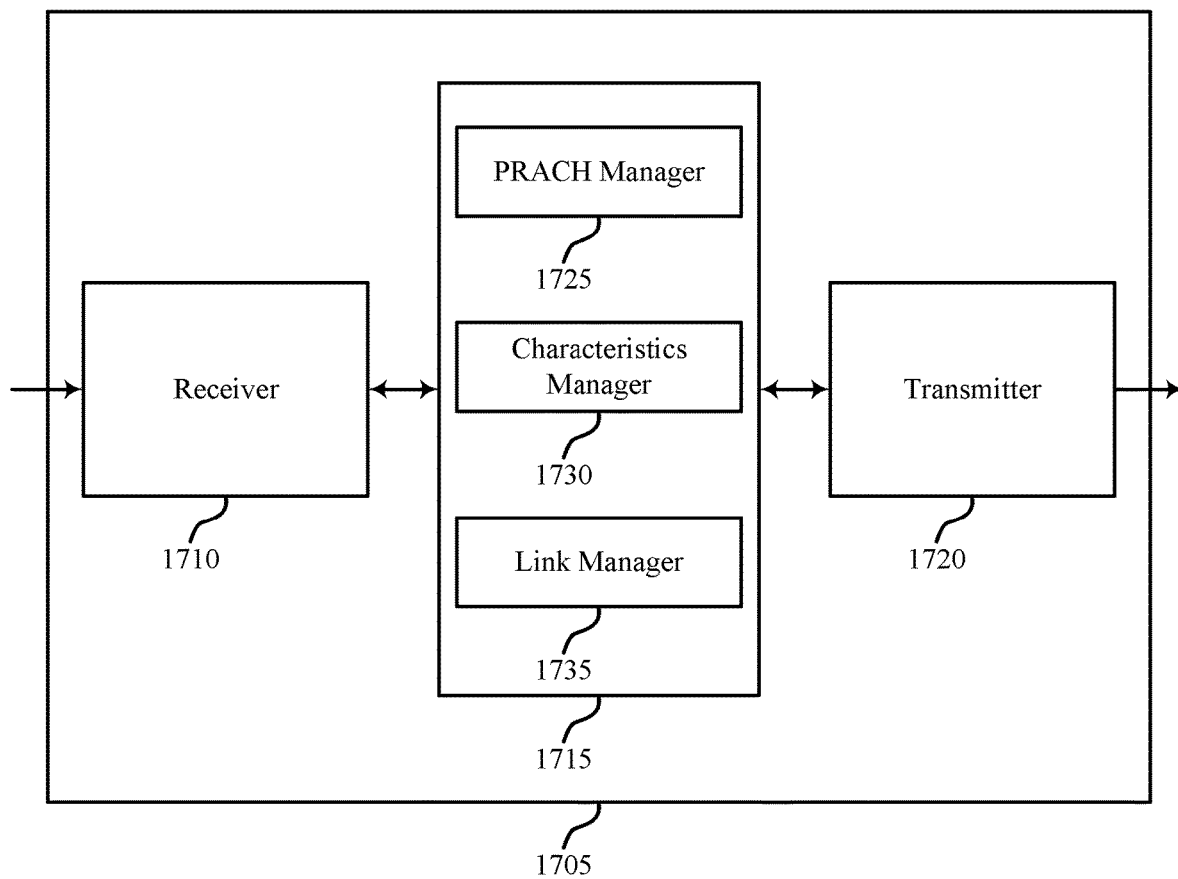 PRACH Manager
1725
Receiver
1710
Characteristics
Manager
1730
Transmitter
1720
Link Manager
1735
1715
1705